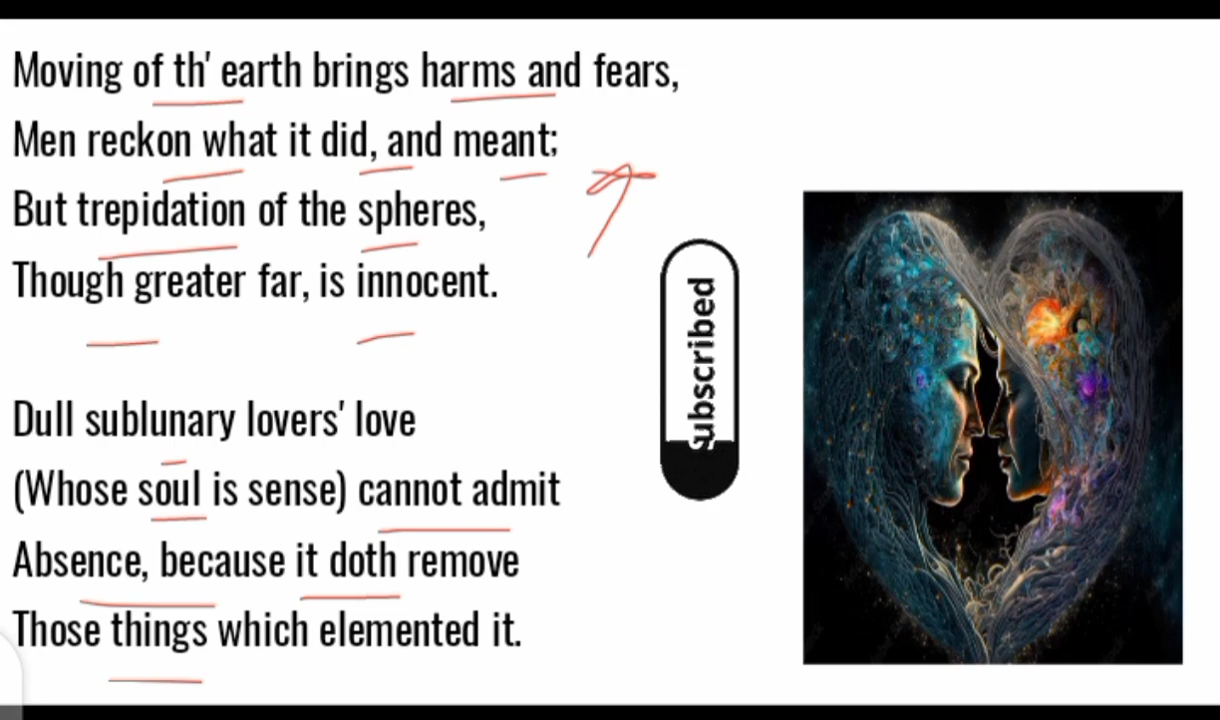 Moving of th' earth brings harms and fears,
Men reckon what it did, and meant;
But trepidation of the spheres,
Though greater far, is innocent.
Dull sublunary lovers' love
(Whose soul is sense) cannot admit
Absence, because it doth remove
Those things which elemented it.
ubscribed